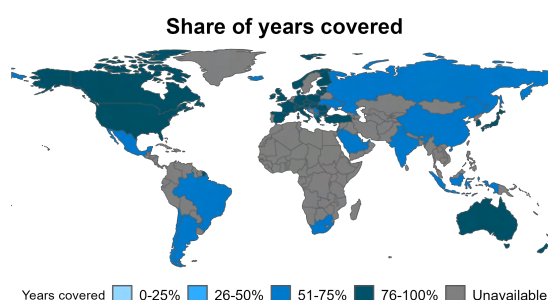 Share of years covered
Years covered 0-25% 26-50% 51-75% 76-100% Unavailable